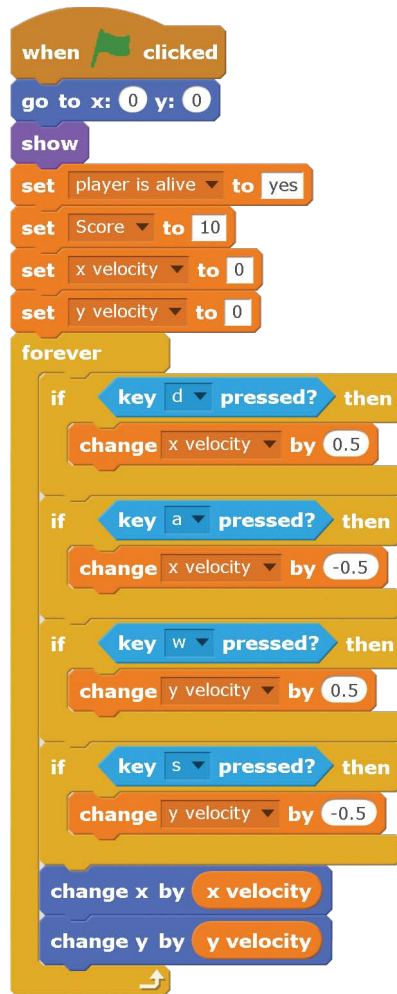 when clicked
go to x: 0 y: 0
show
set player is alive to yes
set Score to 10
set x velocity to 0
set y velocity to 0
forever
if key d pressed? then
change x velocity by 0.5
if key a pressed? then
change x velocity by -0.5
if key w pressed? then
change y velocity by 0.5
if key s pressed? then
change y velocity by -0.5
change x by x velocity
change y by y velocity